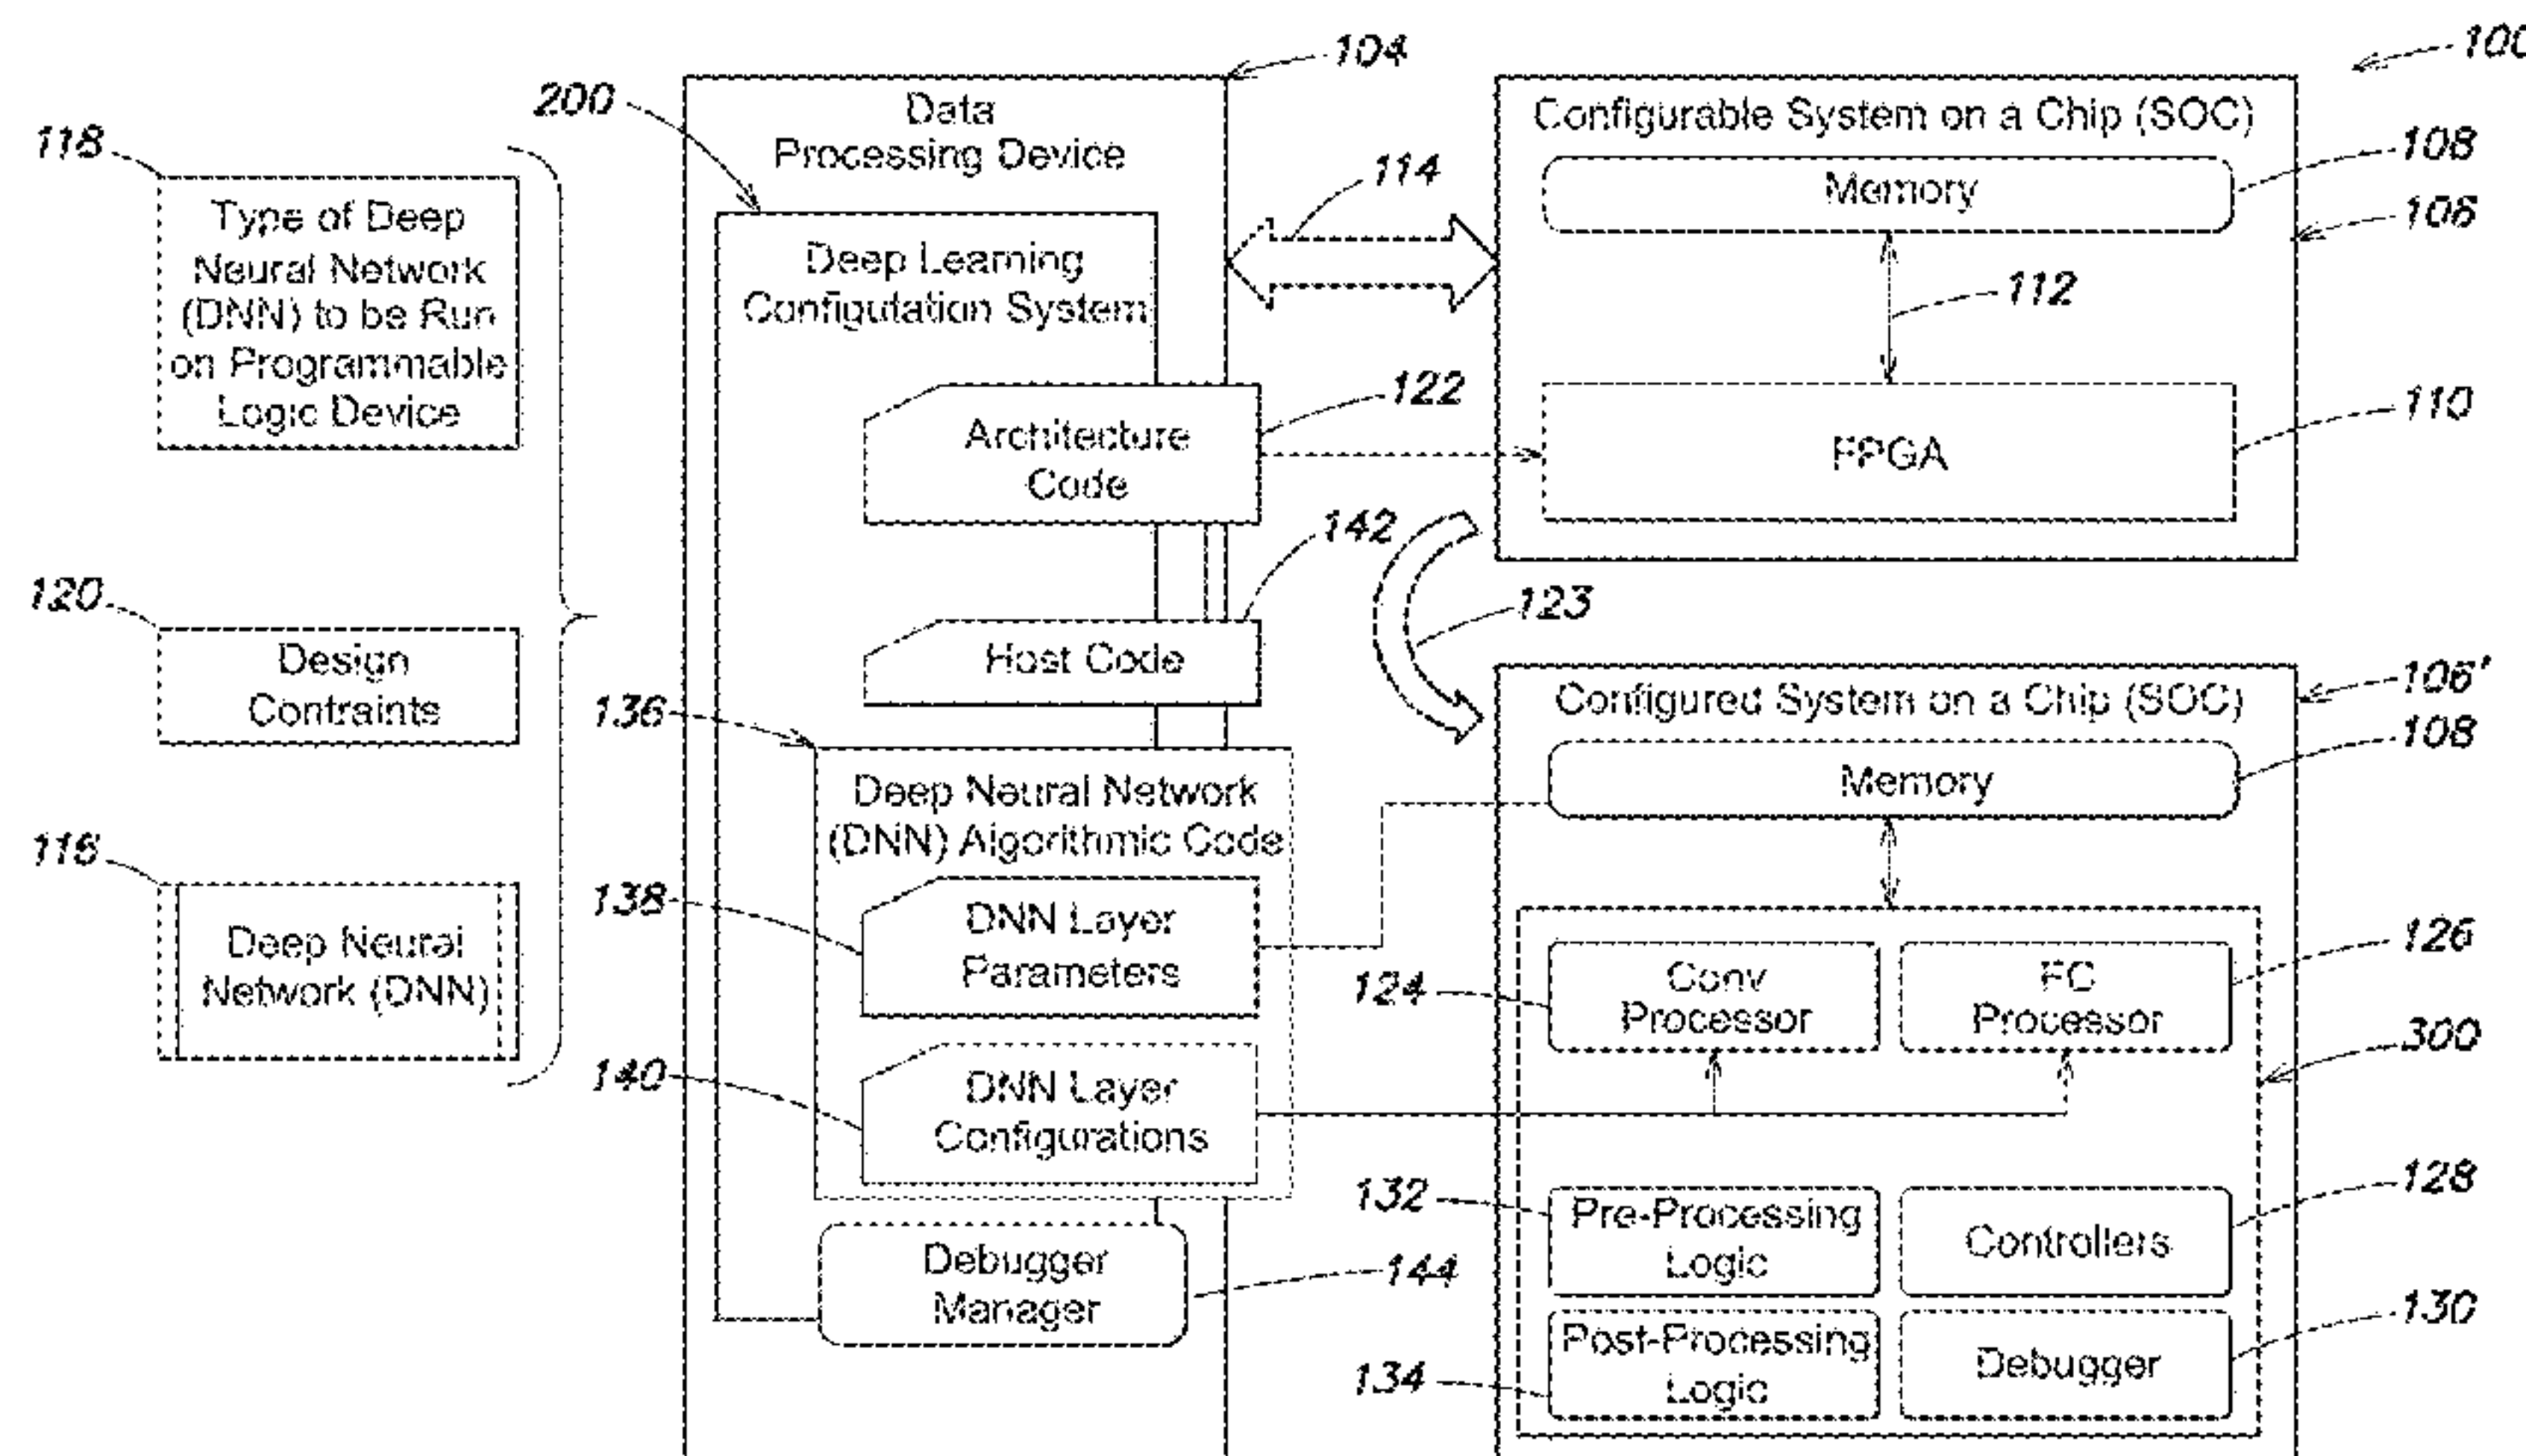 100
104
Data
Processing Device
200
Deep Learning
Configutation System
118
Type of Deep
Neural Network
(DNN) to be Run
on Programmable
Logic Device
120
Design
Contraints
116
Deep Neural
Network (DNN)
114
122
Architecture
Code
142
Host Code
136
Deep Neural Network
(DNN) Algorithmic Code
138
DNN Layer
Parameters
140
DNN Layer
Configurations
Debugger
Manager
144
Configurable System on a Chip (SOC)
Memory
108
106
112
FPGA
110
123
Configured System on a Chip (SOC)
106'
Memory
108
124
Conv
Processor
FC
Processor
126
300
132
Pre-Processing
Logic
Controllers
128
134
Post-Processing
Logic
Debugger
130